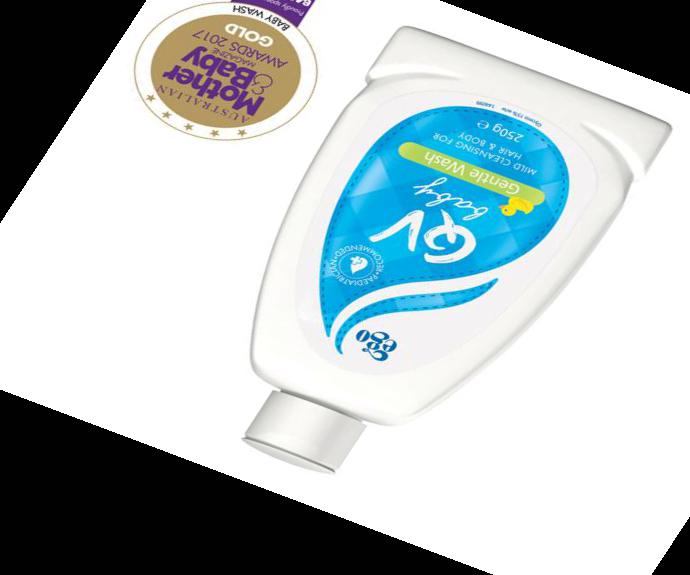 AUSTRALIAN
Mother
& Baby
MAGAZINE
AWARDS 2017
GOLD
BABY WASH
ego
RECOMMENDED
QV
baby
Gentle Wash
MILD CLEANSING FOR
HAIR & BODY
250g e